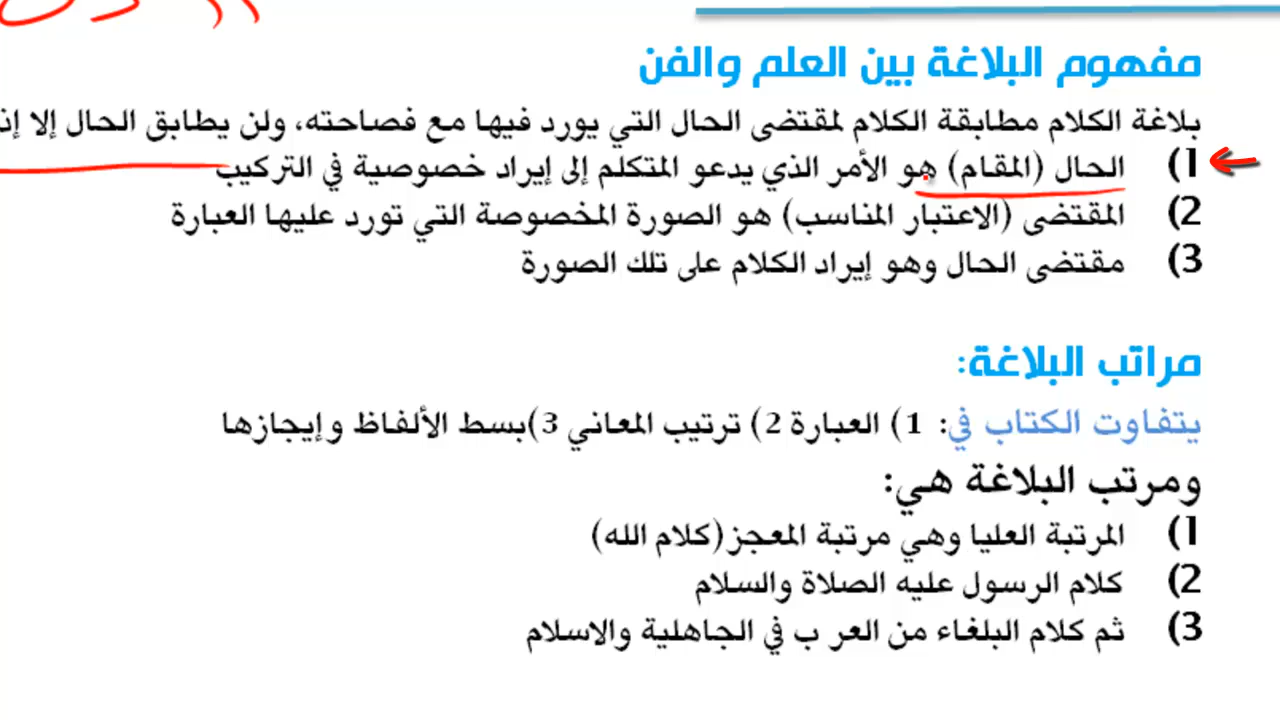 مفهوم البلاغة بين العلم والفن
بلاغة الكلام مطابقة الكلام لمقتضى الحال التي يورد فيها مع فصاحته، ولن يطابق الحال إلا
1) الحال (المقام) هو الأمر الذي يدعو المتكلم إلى إيراد خصوصية في التركيب
2) المقتضى (الاعتبار المناسب) هو الصورة المخصوصة التي تورد عليها العبارة
3) مقتضى الحال وهو إيراد الكلام على تلك الصورة
مراتب البلاغة:
يتفاوت الكتاب في: 1) العبارة 2) ترتيب المعاني 3)بسط الألفاظ وإيجازها
ومرتب البلاغة هي:
1) المرتبة العليا وهي مرتبة المعجز(كلام الله)
2) كلام الرسول عليه الصلاة والسلام
3) ثم كلام البلغاء من العر ب في الجاهلية والاسلام